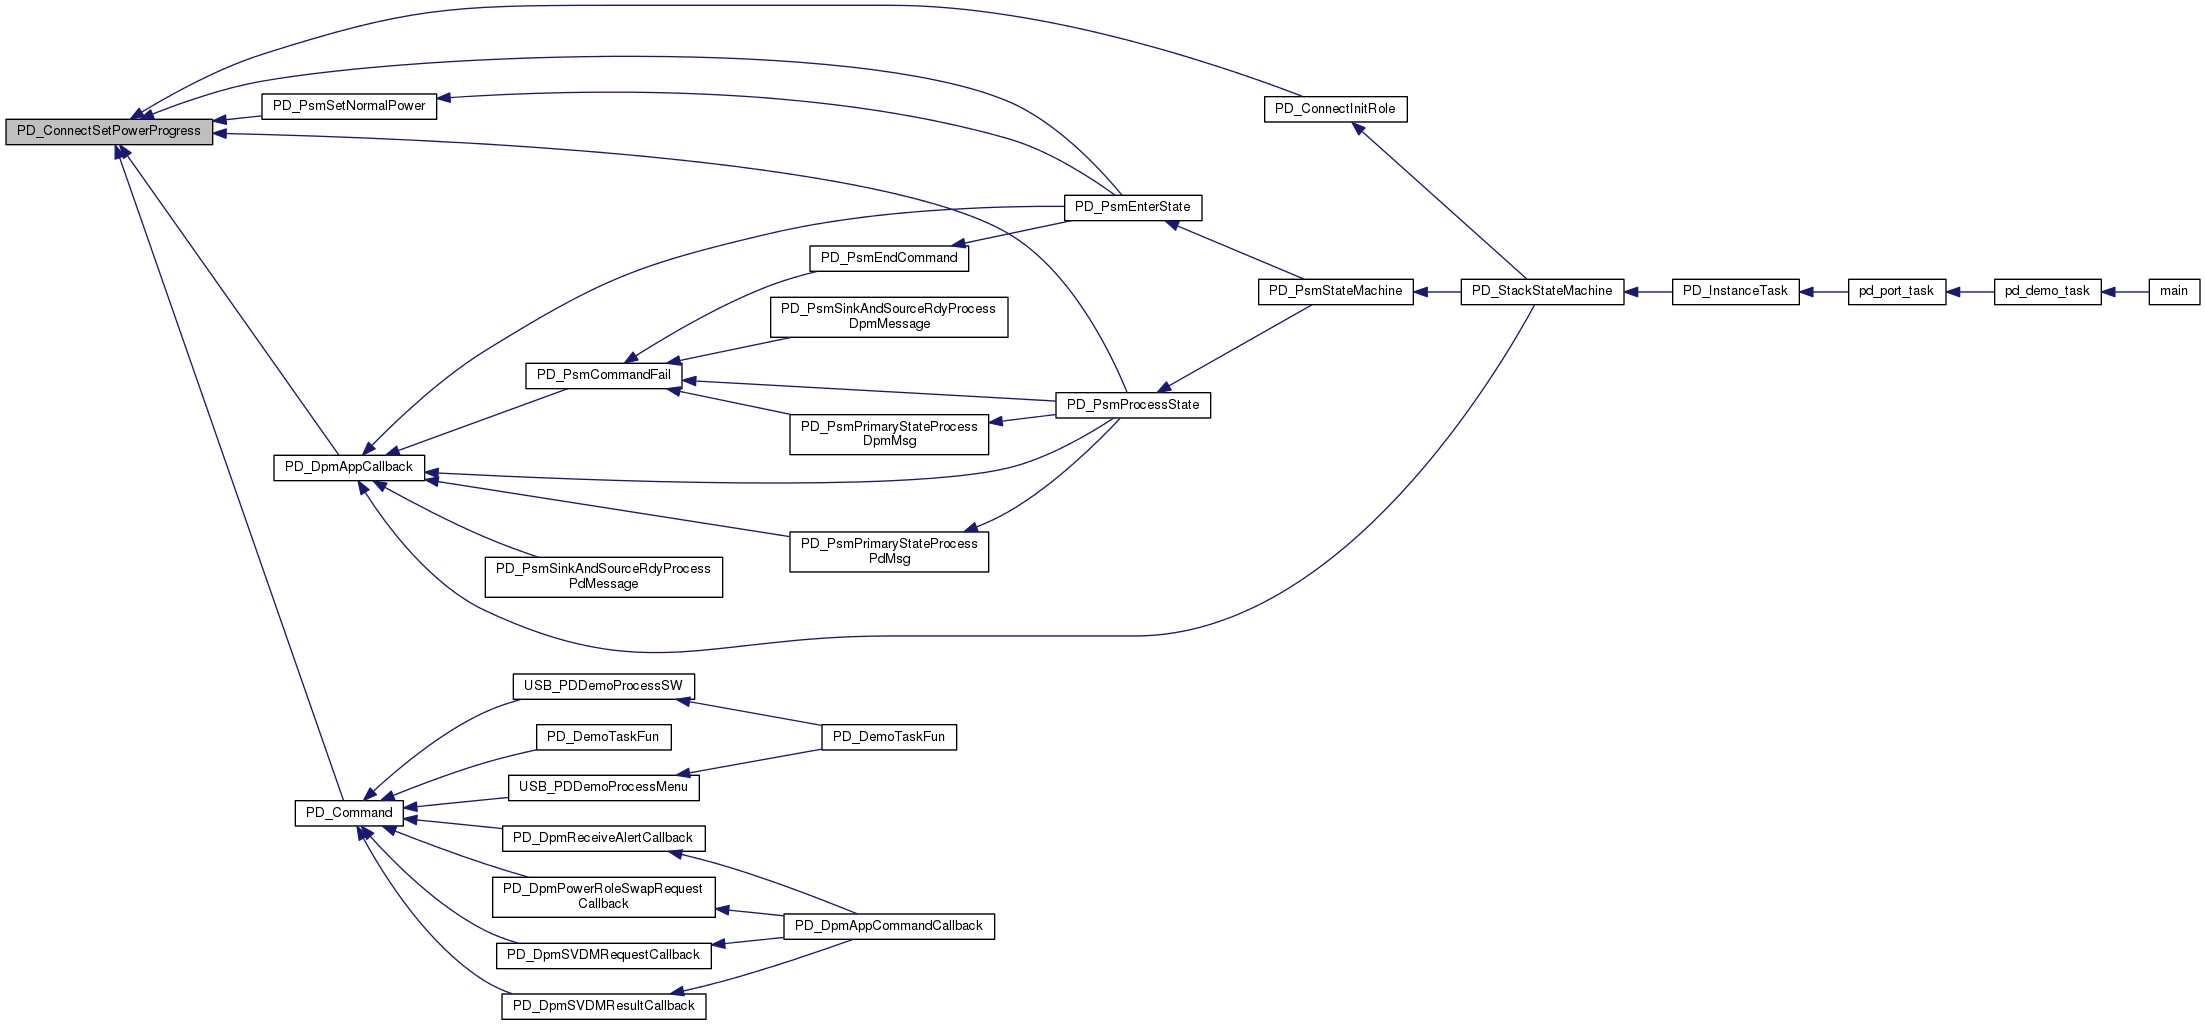 PD_ConnectSetPowerProgress
PD_PsmSetNormalPower
PD_ConnectInitRole
PD_PsmEnterState
PD_PsmEndCommand
PD_PsmSinkAndSourceRdyProcess
DpmMessage
PD_PsmCommandFail
PD_PsmStateMachine
PD_StackStateMachine
PD_InstanceTask
pd_port_task
pd_demo_task
main
PD_PsmProcessState
PD_PsmPrimaryStateProcess
DpmMsg
PD_DpmAppCallback
PD_PsmPrimaryStateProcess
PdMsg
PD_PsmSinkAndSourceRdyProcess
PdMessage
USB_PDDemoProcessSW
PD_DemoTaskFun
PD_DemoTaskFun
USB_PDDemoProcessMenu
PD_Command
PD_DpmReceiveAlertCallback
PD_DpmPowerRoleSwapRequest
Callback
PD_DpmAppCommandCallback
PD_DpmSVDMRequestCallback
PD_DpmSVDMResultCallback